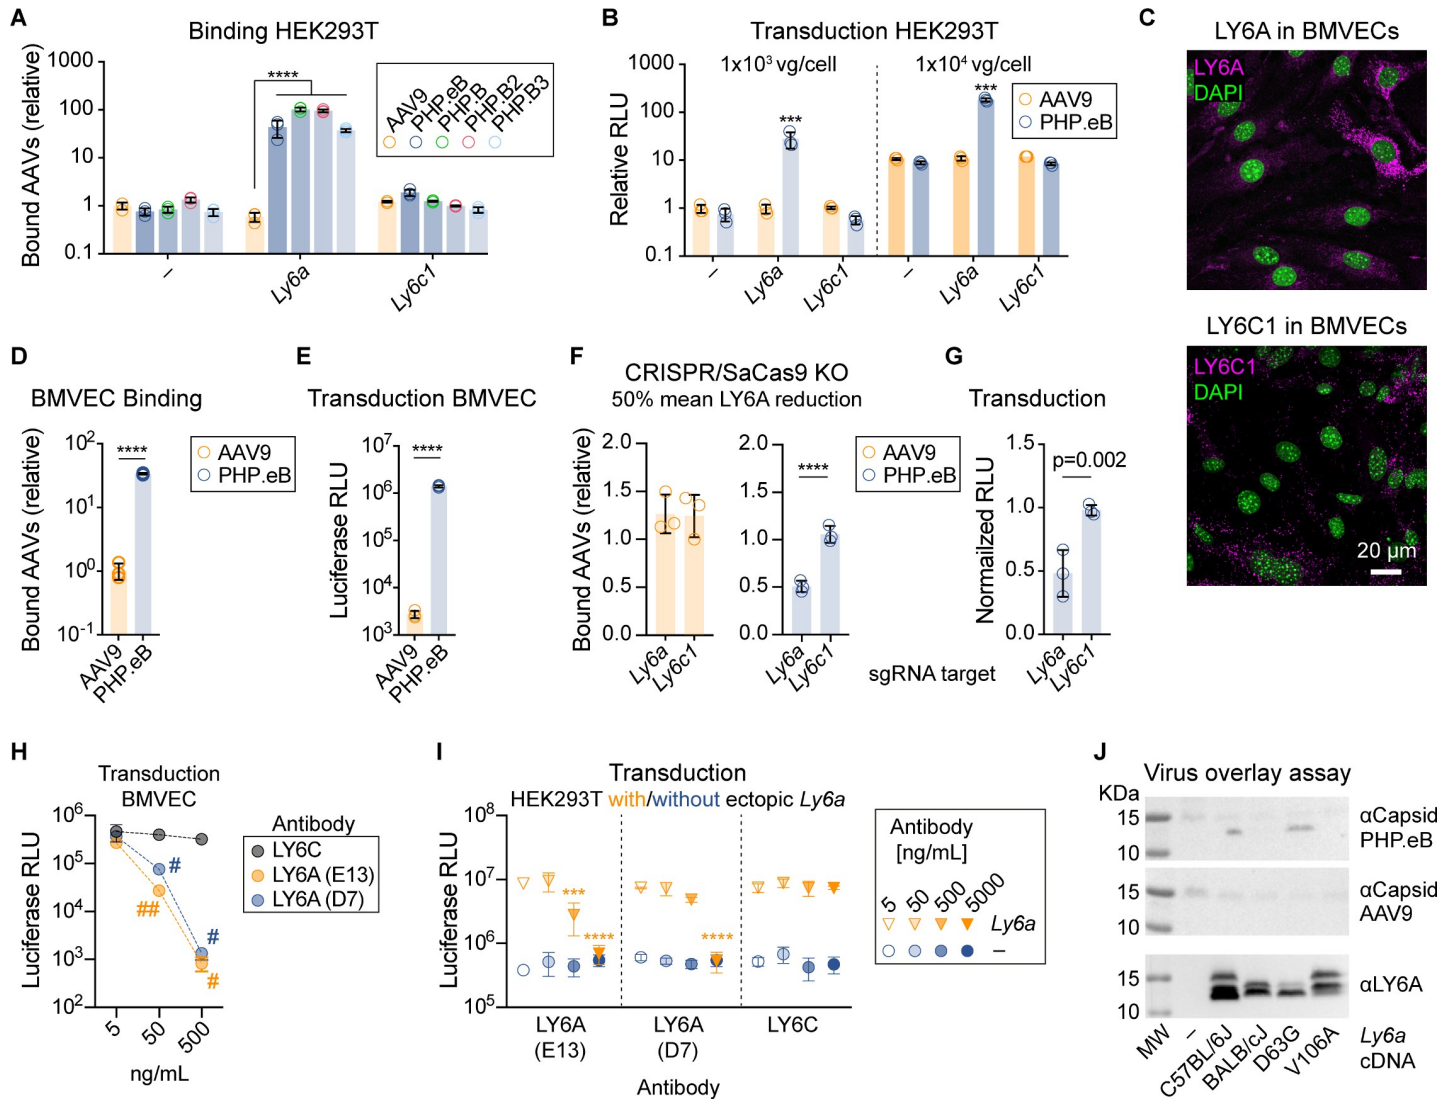 A
Binding HEK293T
Bound AAVs (relative)
1000
100
10
1
0.1
****
AAV9
PHP.eB
PHP.B
PHP.B2
PHP.B3
–
Ly6a
Ly6c1
B
Transduction HEK293T
1x10³ vg/cell
1x10⁴ vg/cell
Relative RLU
1000
100
10
1
0.1
***
***
AAV9
PHP.eB
–
Ly6a
Ly6c1
–
Ly6a
Ly6c1
C
LY6A in BMVECs
LY6A
DAPI
LY6C1 in BMVECs
LY6C1
DAPI
20 µm
D
BMVEC Binding
Bound AAVs (relative)
10²
10¹
10⁰
10⁻¹
****
AAV9
PHP.eB
AAV9
PHP.eB
E
Transduction BMVEC
Luciferase RLU
10⁷
10⁶
10⁵
10⁴
10³
****
AAV9
PHP.eB
F
CRISPR/SaCas9 KO
50% mean LY6A reduction
Bound AAVs (relative)
2.0
1.5
1.0
0.5
0.0
Ly6a
Ly6c1
2.0
1.5
1.0
0.5
0.0
****
Ly6a
Ly6c1
AAV9
PHP.eB
sgRNA target
G
Transduction
Normailzed RLU
1.5
1.0
0.5
0.0
p=0.002
Ly6a
Ly6c1
H
Transduction
BMVEC
Luciferase RLU
10⁶
10⁵
10⁴
10³
10²
#
##
#
#
5
50
500
ng/mL
Antibody
LY6C
LY6A (E13)
LY6A (D7)
I
Transduction
HEK293T with/without ectopic Ly6a
Luciferase RLU
10⁸
10⁷
10⁶
10⁵
***
****
****
LY6A
(E13)
LY6A
(D7)
LY6C
Antibody
Antibody
[ng/mL]
5
50
500
5000
Ly6a
–
J
Virus overlay assay
KDa
15
10
αCapsid
PHP.eB
15
10
αCapsid
AAV9
15
10
αLY6A
MW
–
C57BL/6J
BALB/cJ
D63G
V106A
Ly6a
cDNA